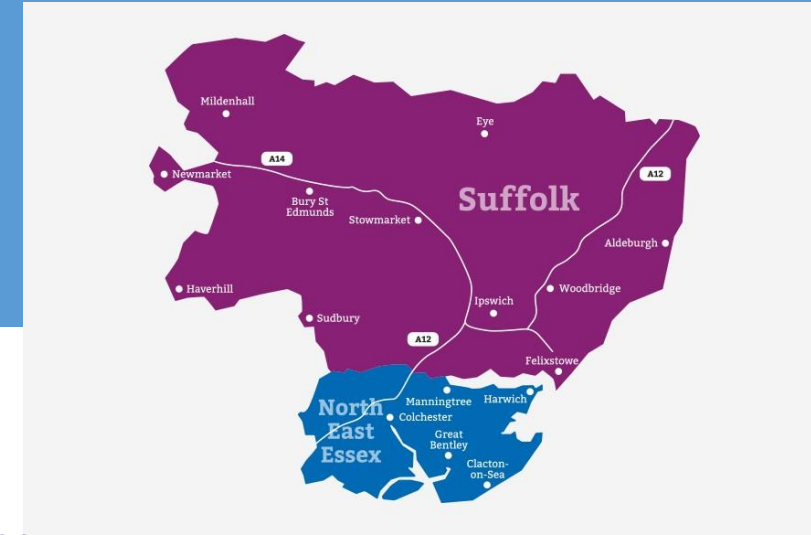 Mildenhall
Eye
A14
A12
Newmarket
Bury St
Edmunds
Suffolk
Stowmarket
Aldeburgh
Haverhill
Woodbridge
Ipswich
Sudbury
A12
Felixstowe
Manningtree
Harwich
North
East
Essex
Colchester
Great
Bentley
Clacton-
on-Sea